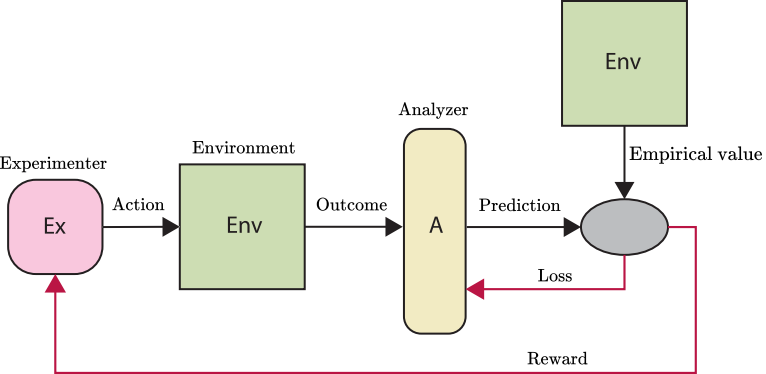 Env
Analyzer
Environment
Empirical value
Experimenter
Action
Outcome
Prediction
Ex
Env
A
Loss
Reward